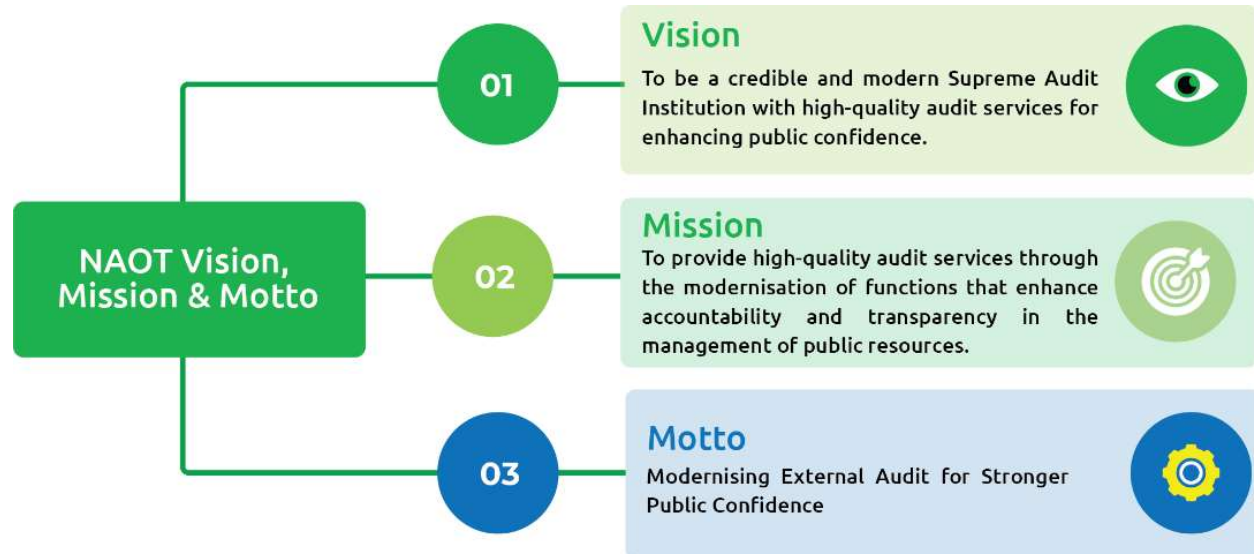 NAOT Vision,
Mission & Motto
01
Vision
To be a credible and modern Supreme Audit
Institution with high-quality audit services for
enhancing public confidence.
02
Mission
To provide high-quality audit services through
the modernisation of functions that enhance
accountability and transparency in the
management of public resources.
03
Motto
Modernising External Audit for Stronger
Public Confidence